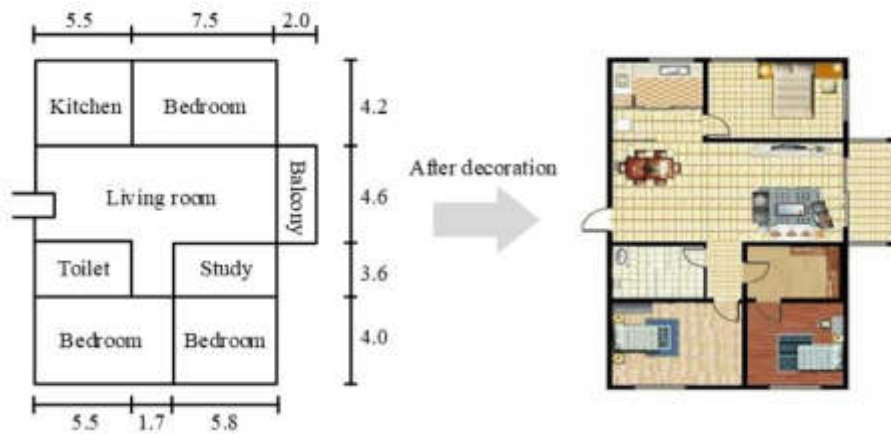 5.5 7.5 2.0
Kitchen Bedroom 4.2
Living room Balcony 4.6
After decoration
Toilet Study 3.6
Bedroom Bedroom 4.0
5.5 1.7 5.8